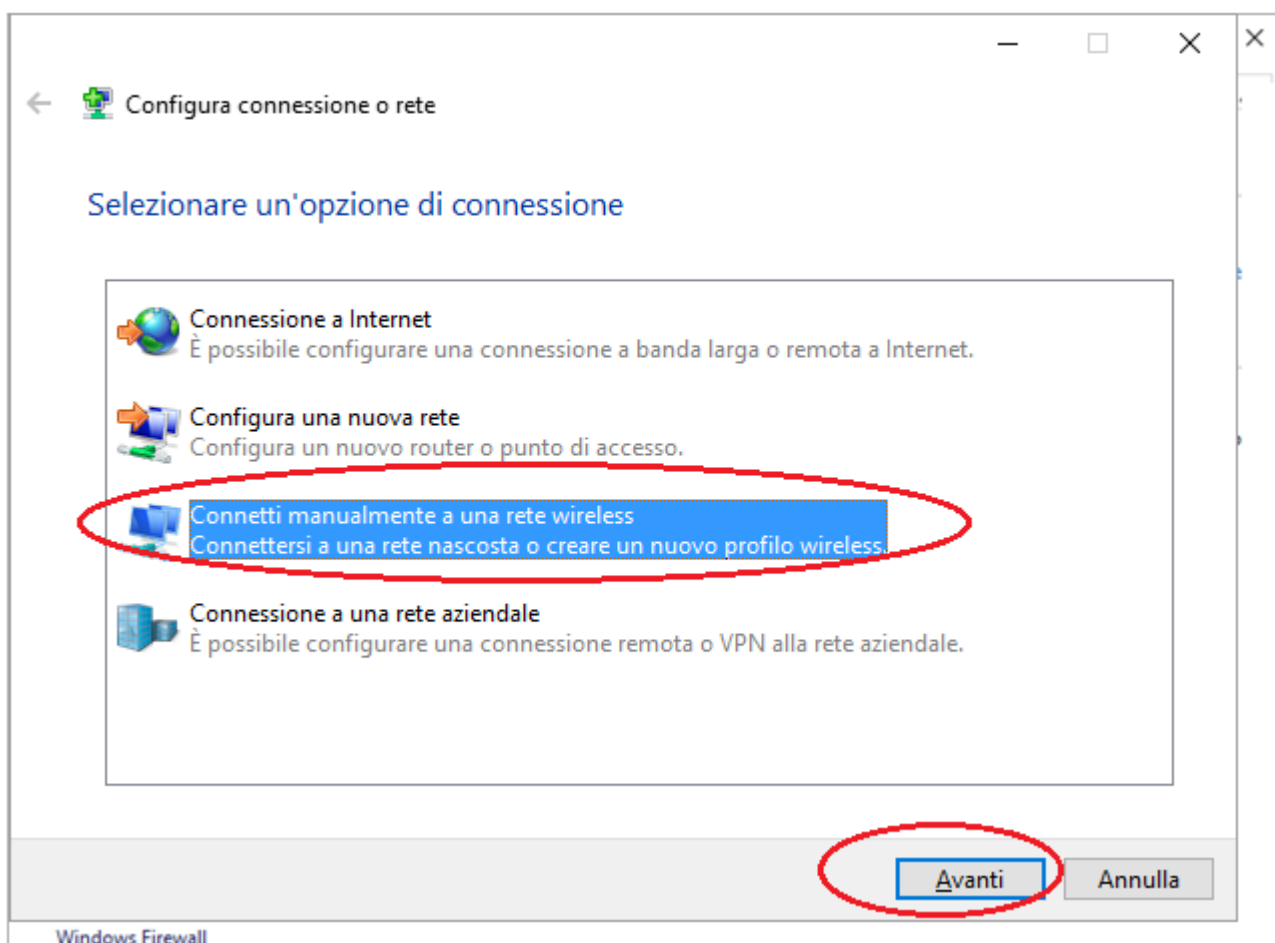 Configura connessione o rete
Selezionare un'opzione di connessione
Connessione a Internet
È possibile configurare una connessione a banda larga o remota a Internet.
Configura una nuova rete
Configura un nuovo router o punto di accesso.
Connetti manualmente a una rete wireless
Connettersi a una rete nascosta o creare un nuovo profilo wireless.
Connessione a una rete aziendale
È possibile configurare una connessione remota o VPN alla rete aziendale.
Avanti
Annulla
Windows Firewall